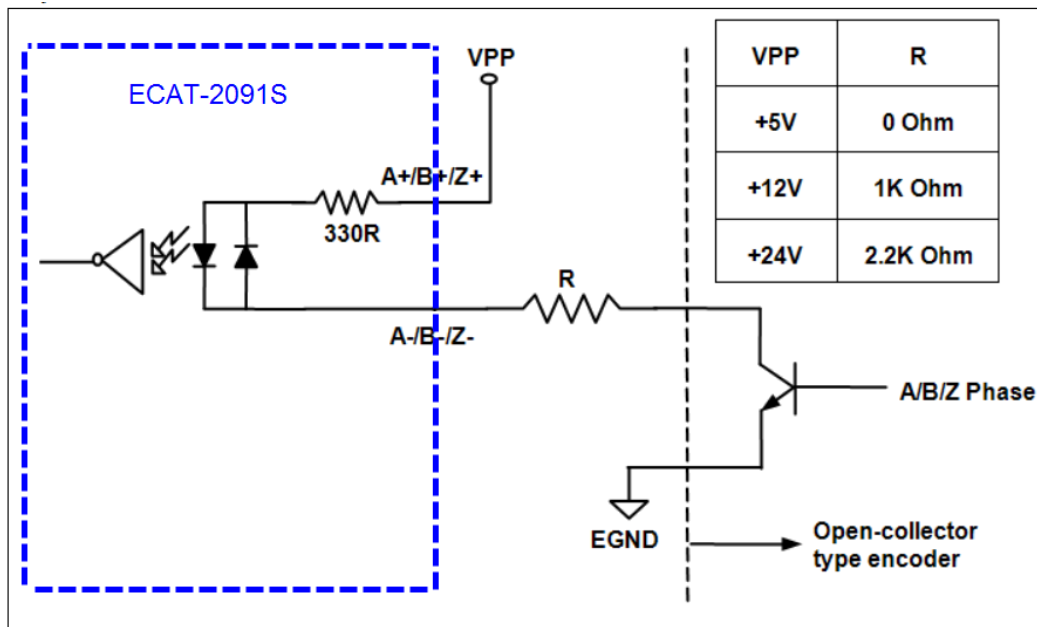 ECAT-2091S
VPP
A+/B+/Z+
330R
A-/B-/Z-
R
VPP R
+5V 0 Ohm
+12V 1K Ohm
+24V 2.2K Ohm
A/B/Z Phase
EGND
Open-collector
type encoder